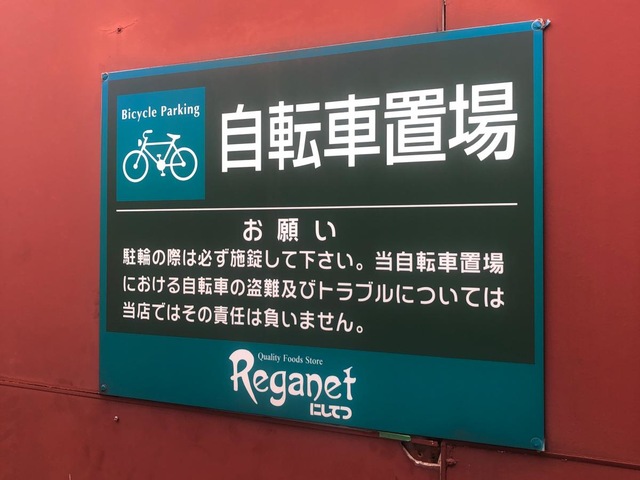 Bicycle Parking
自転車置場
お願い
駐輪の際は必ず施錠して下さい。当自転車置場
における自転車の盗難及びトラブルについては
当店ではその責任は負いません。
Quality Foods Store
Reganet
にしてつ